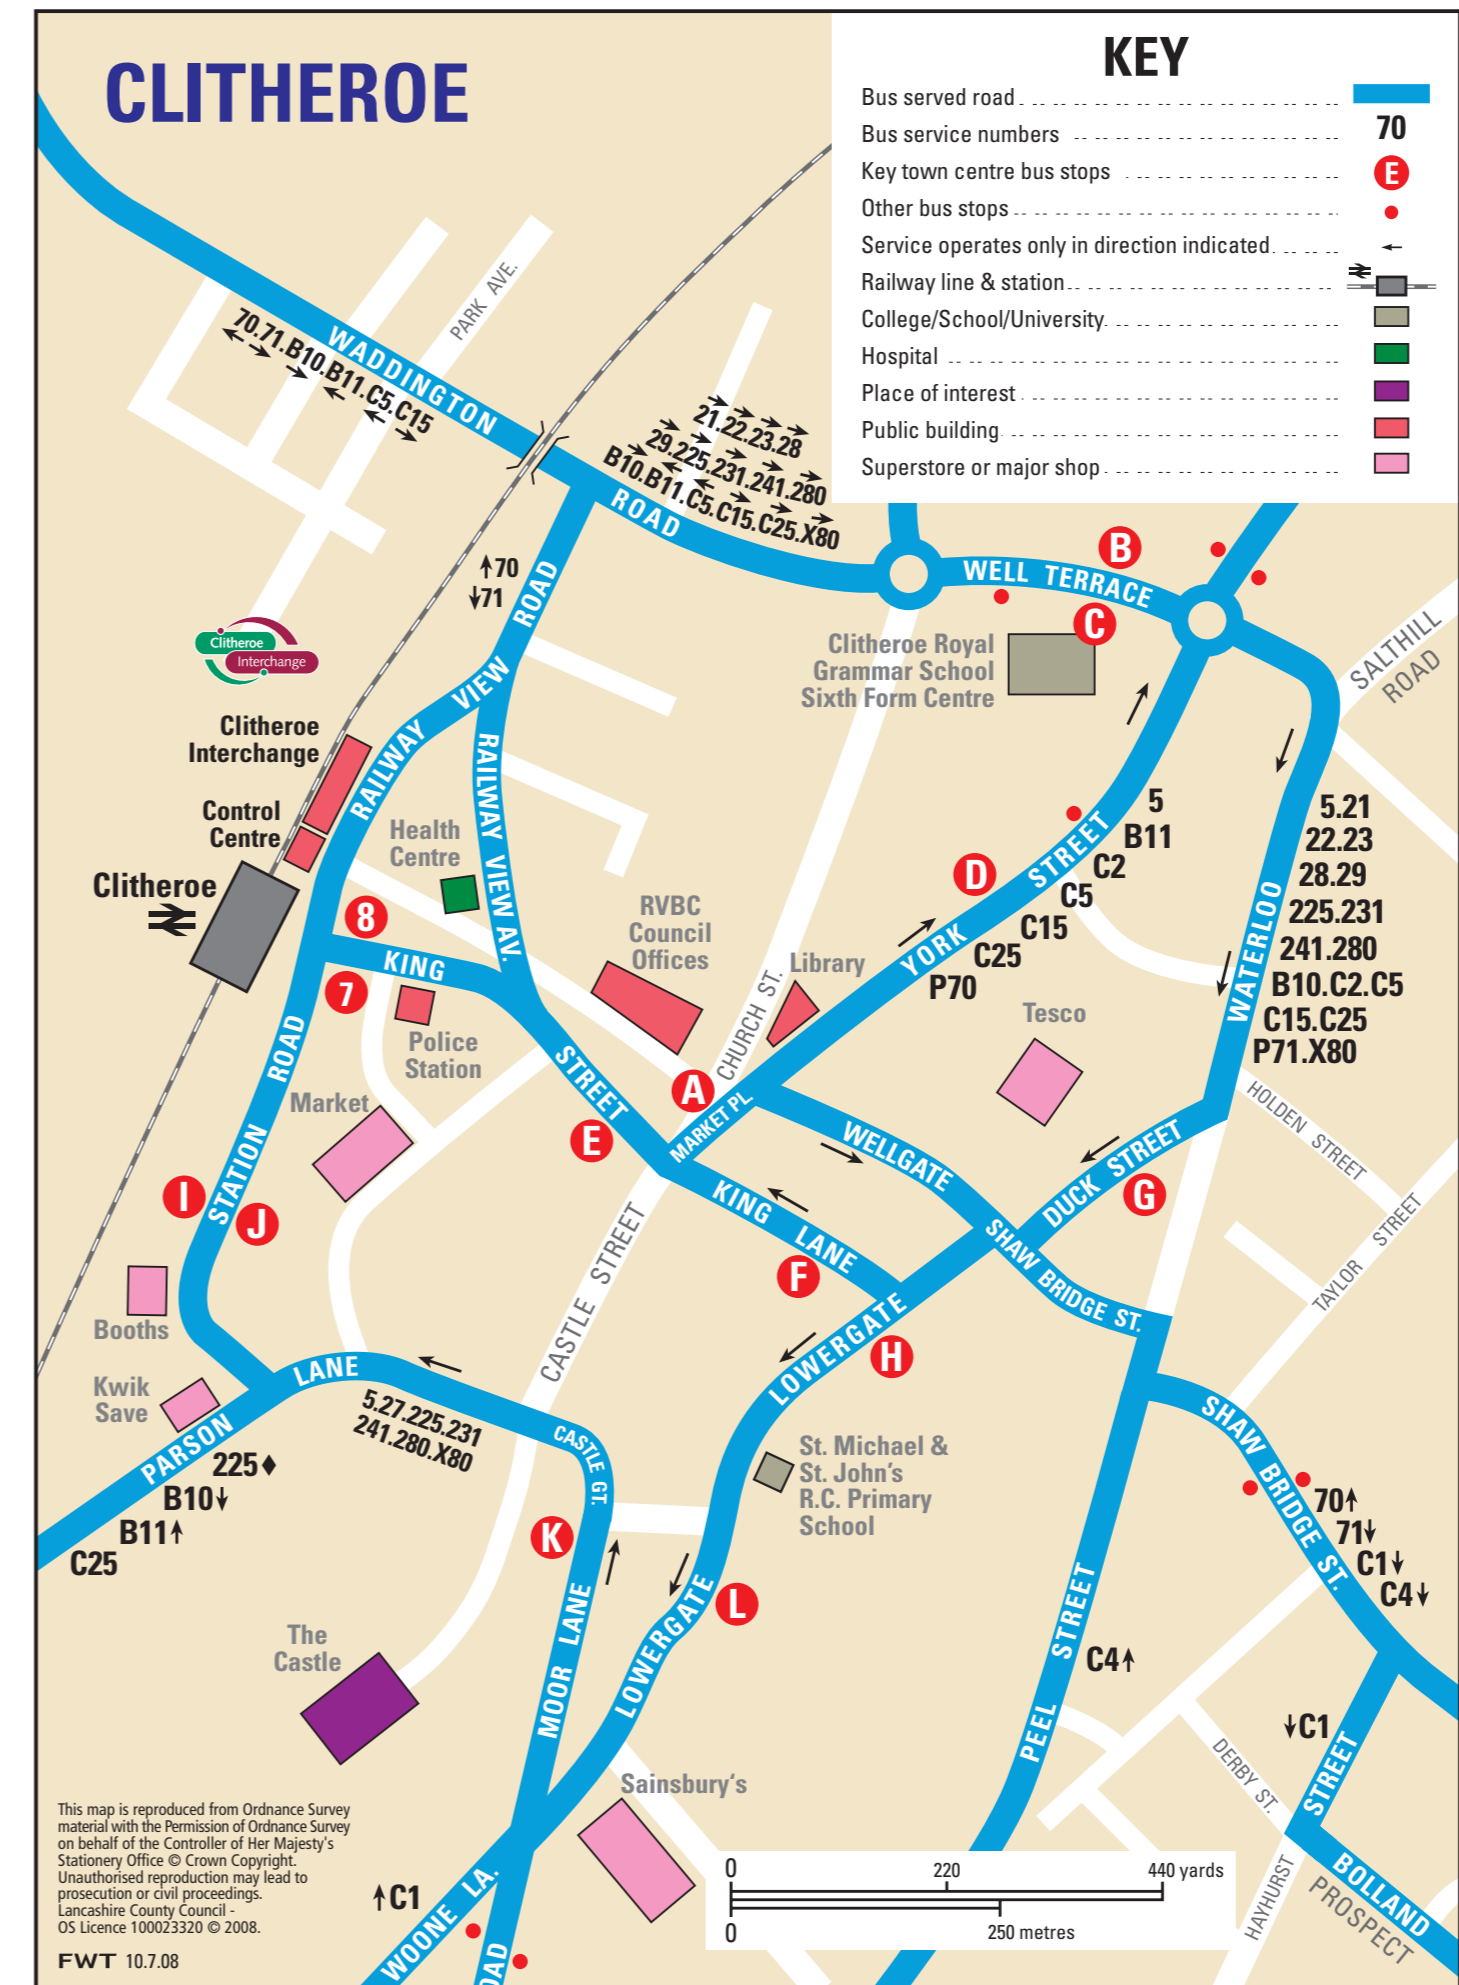 CLITHEROE
KEY
Bus served road
Bus service numbers 70
Key town centre bus stops E
Other bus stops
Service operates only in direction indicated
Railway line & station
College/School/University
Hospital
Place of interest
Public building
Superstore or major shop
PARK AVE.
WADDINGTON
70.71.B10.B11.C5.C15
21.22.23.28
29.225.231.241.280
B10.B11.C5.C15.C25.X80
ROAD
WELL TERRACE
B
C
70
71
RAILWAY VIEW ROAD
Clitheroe
Interchange
Clitheroe Royal
Grammar School
Sixth Form Centre
SALTHILL
ROAD
Clitheroe
Interchange
Control
Centre
Clitheroe
RAILWAY VIEW AV.
Health
Centre
8
7
KING
STREET
Police
Station
RVBC
Council
Offices
Library
CHURCH ST.
D
YORK STREET
5
B11
C2
C5
C15
C25
P70
Tesco
WATERLOO
5.21
22.23
28.29
225.231
241.280
B10.C2.C5
C15.C25
P71.X80
HOLDEN STREET
TAYLOR STREET
Market
A
MARKET PL.
E
WELLGATE
DUCK STREET
G
STATION ROAD
I
J
KING LANE
F
SHAW BRIDGE ST.
CASTLE STREET
LOWERGATE
H
Booths
Kwik
Save
PARSON LANE
5.27.225.231
241.280.X80
CASTLE GT.
225♦
B10
B11
C25
K
St. Michael &
St. John's
R.C. Primary
School
SHAW BRIDGE ST.
70
71
C1
C4
L
LOWERGATE
MOOR LANE
PEEL STREET
C4
The
Castle
C1
STREET
DERBY ST.
Sainsbury's
BOLLAND
PROSPECT
HAYHURST
C1
WOONE LA.
OAD
0 220 440 yards
0 250 metres
This map is reproduced from Ordnance Survey
material with the Permission of Ordnance Survey
on behalf of the Controller of Her Majesty's
Stationery Office © Crown Copyright.
Unauthorised reproduction may lead to
prosecution or civil proceedings.
Lancashire County Council -
OS Licence 100023320 © 2008.
FWT 10.7.08